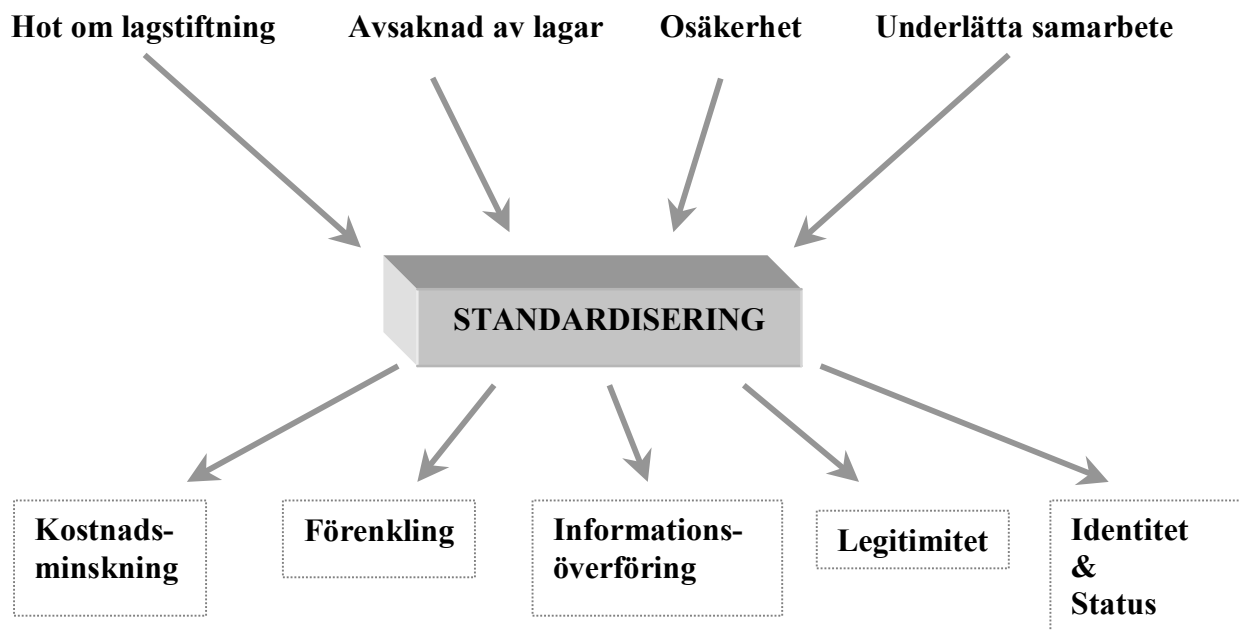 Hot om lagstiftning Avsaknad av lagar Osäkerhet Underlätta samarbete
STANDARDISERING
Kostnads-
minskning
Förenkling
Informations-
överföring
Legitimitet
Identitet
&
Status